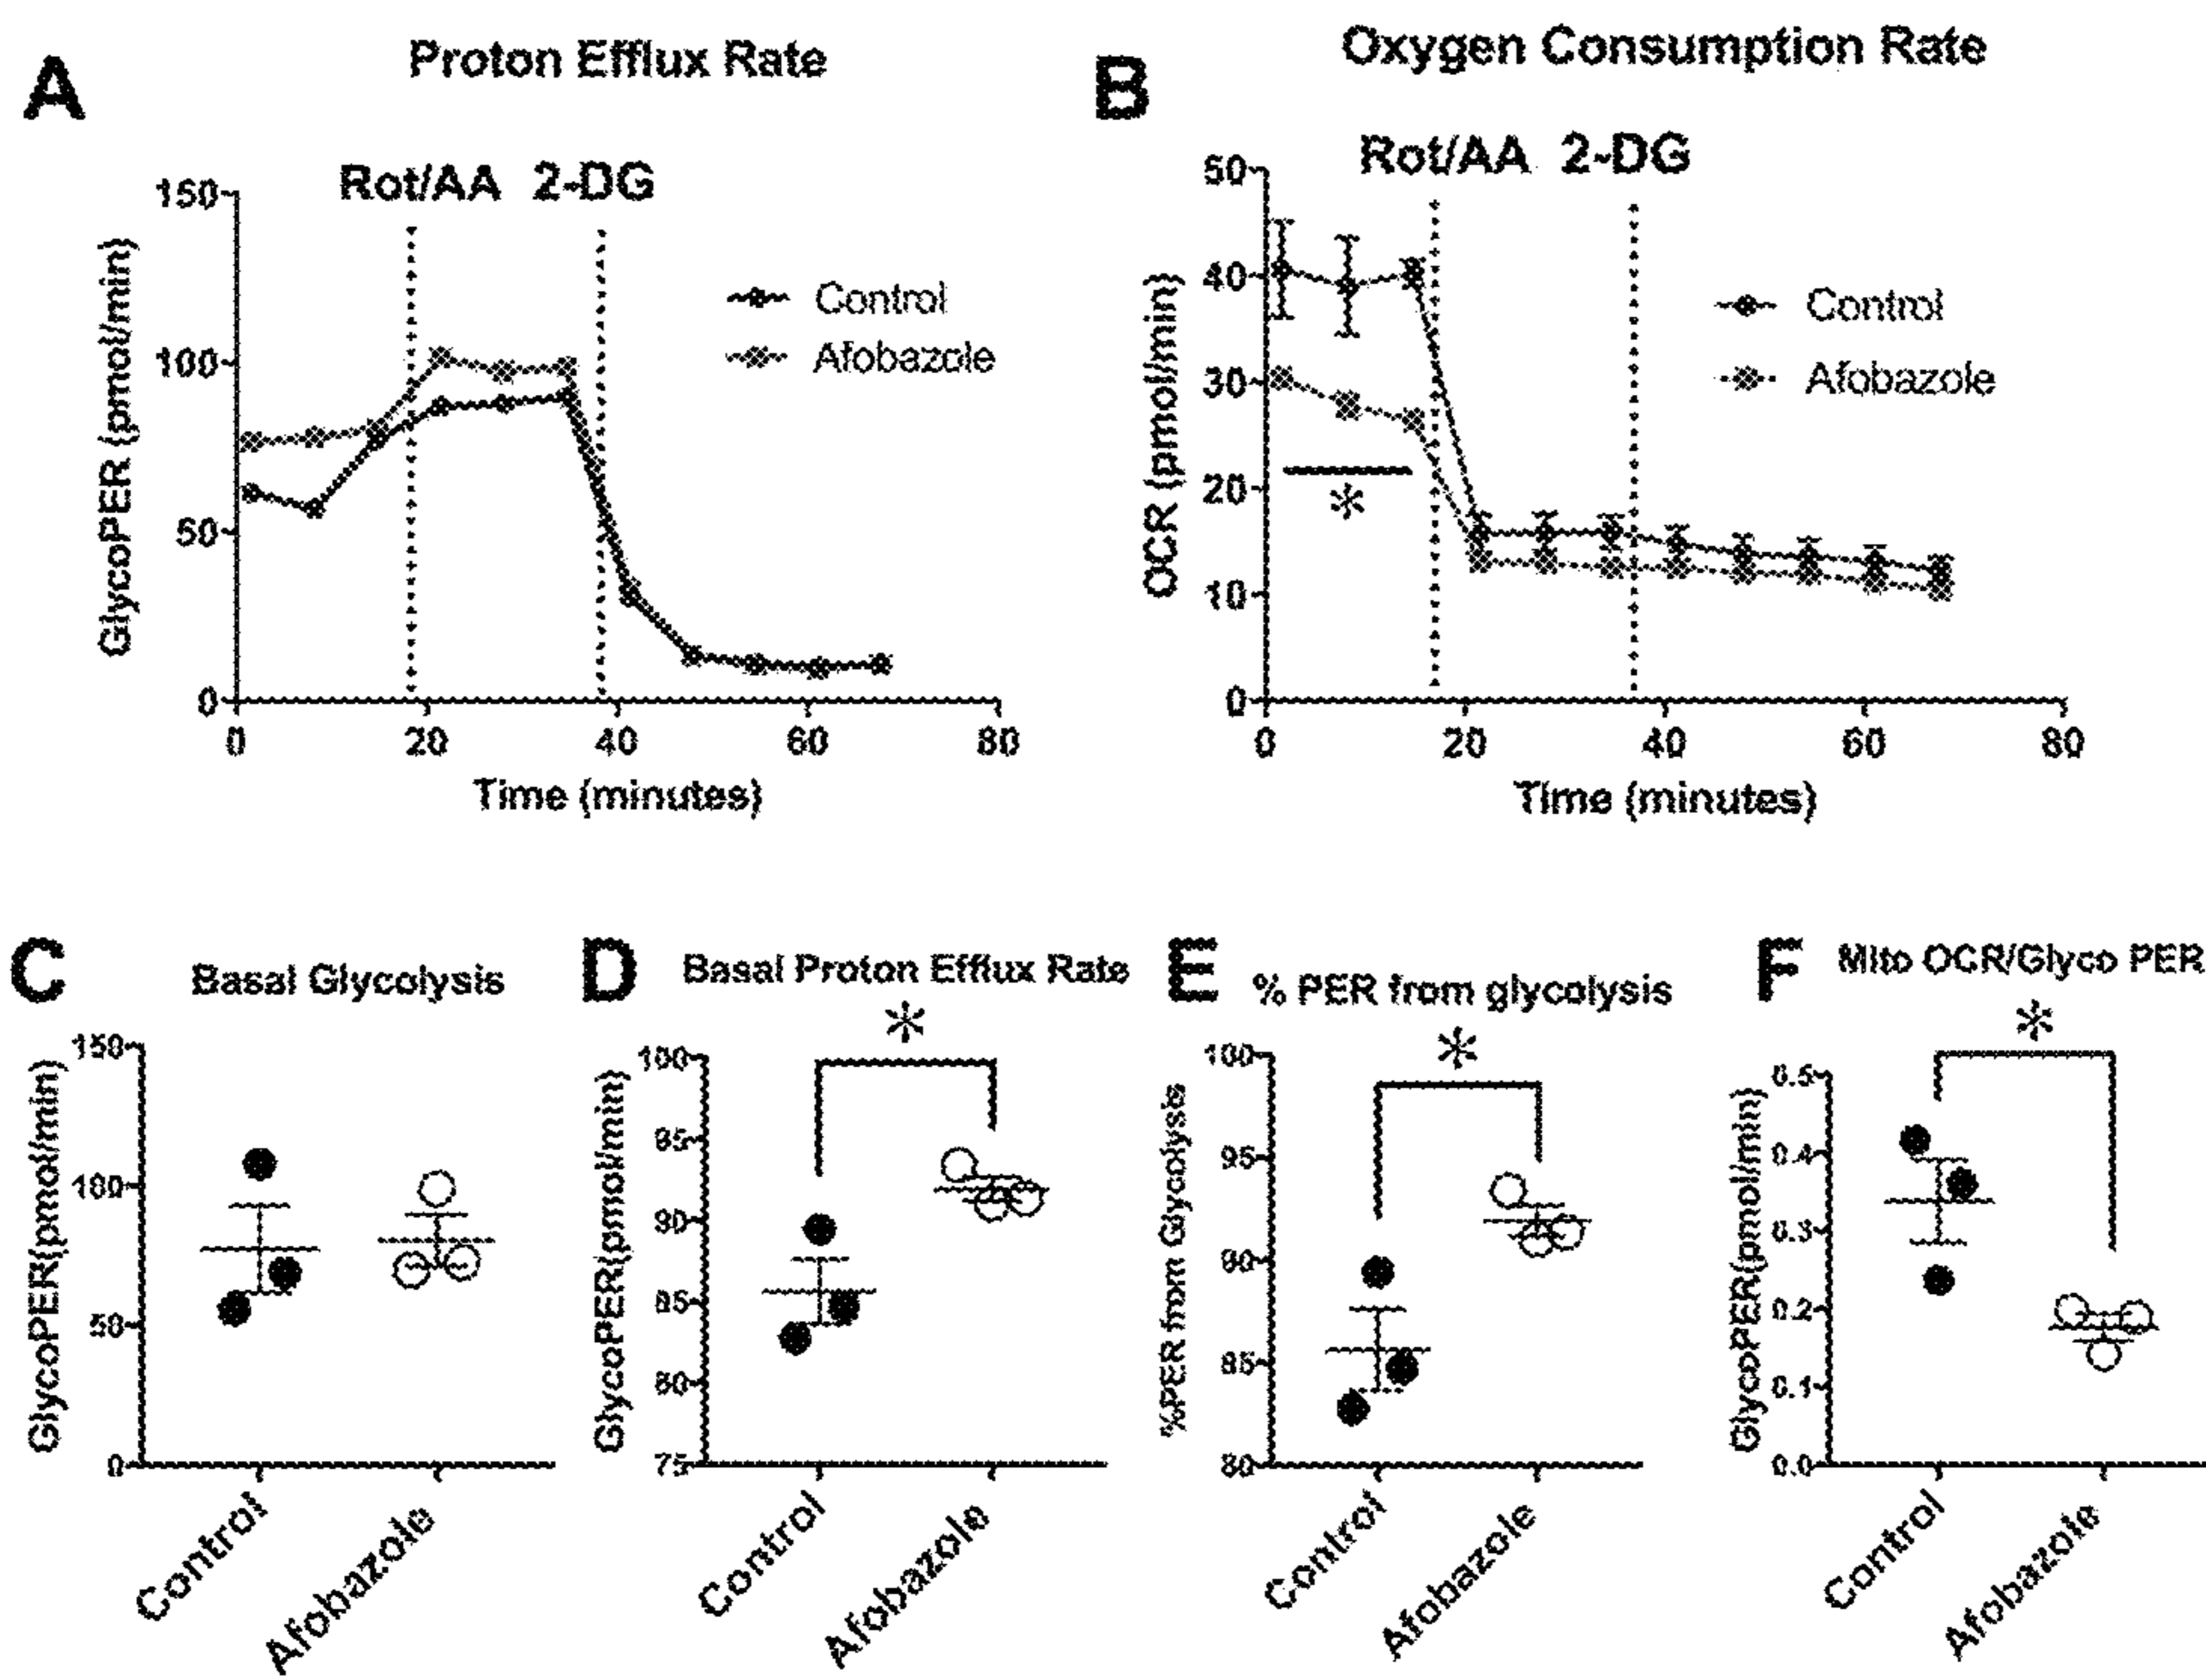 A
Proton Efflux Rate
Rot/AA 2-DG
GlycoPER (pmol/min)
150
100
50
0
Control
Afobazole
0 20 40 60 80
Time (minutes)
B
Oxygen Consumption Rate
Rot/AA 2-DG
OCR (pmol/min)
50
40
30
20
10
0
*
Control
Afobazole
0 20 40 60 80
Time (minutes)
C
Basal Glycolysis
GlycoPER(pmol/min)
150
100
50
0
Control
Afobazole
D
Basal Proton Efflux Rate
*
GlycoPER(pmol/min)
100
95
90
85
80
75
Control
Afobazole
E
% PER from glycolysis
*
%PER from Glycolysis
100
95
90
85
80
Control
Afobazole
F
Mito OCR/Glyco PER
*
GlycoPER(pmol/min)
0.5
0.4
0.3
0.2
0.1
0.0
Control
Afobazole